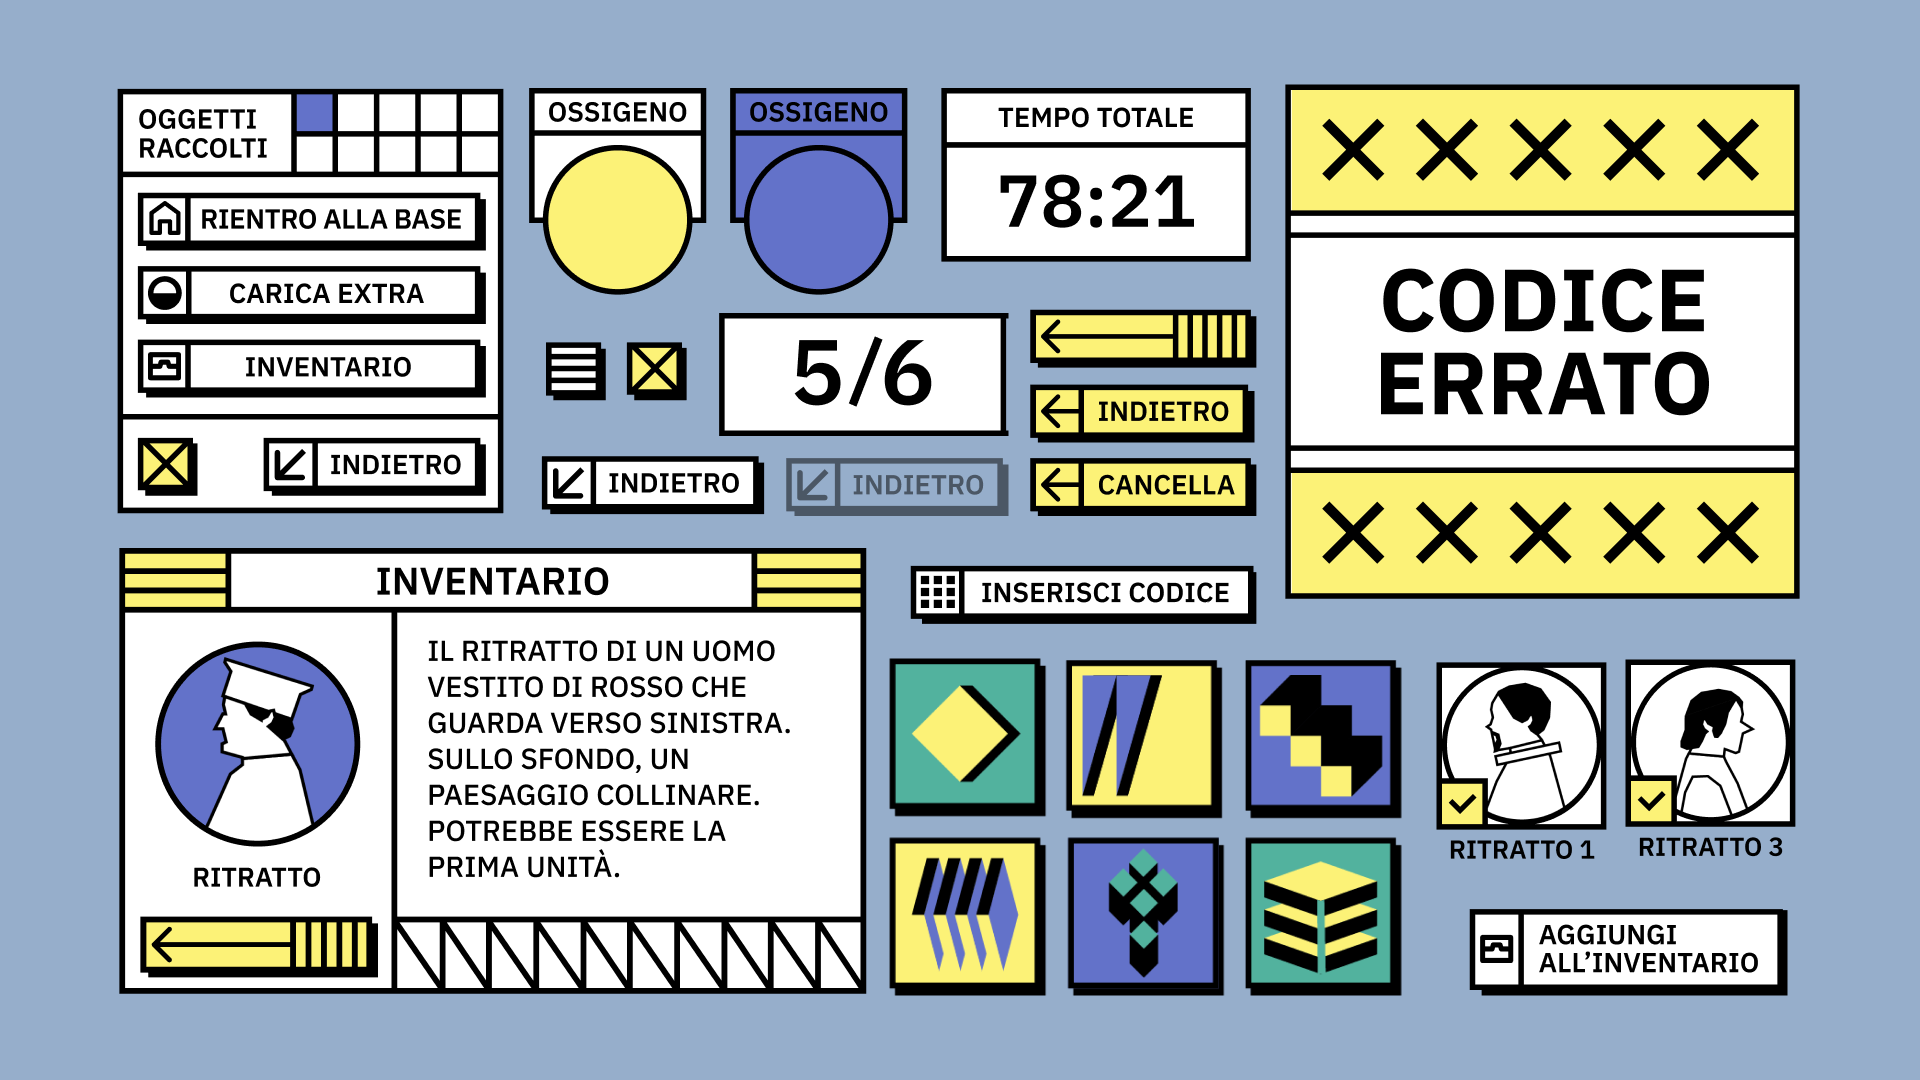 OGGETTI
RACCOLTI
RIENTRO ALLA BASE
CARICA EXTRA
INVENTARIO
INDIETRO
OSSIGENO
OSSIGENO
TEMPO TOTALE
78:21
5/6
INDIETRO
INDIETRO
INDIETRO
CANCELLA
CODICE
ERRATO
INVENTARIO
RITRATTO
IL RITRATTO DI UN UOMO
VESTITO DI ROSSO CHE
GUARDA VERSO SINISTRA.
SULLO SFONDO, UN
PAESAGGIO COLLINARE.
POTREBBE ESSERE LA
PRIMA UNITÀ.
INSERISCI CODICE
RITRATTO 1
RITRATTO 3
AGGIUNGI
ALL’INVENTARIO